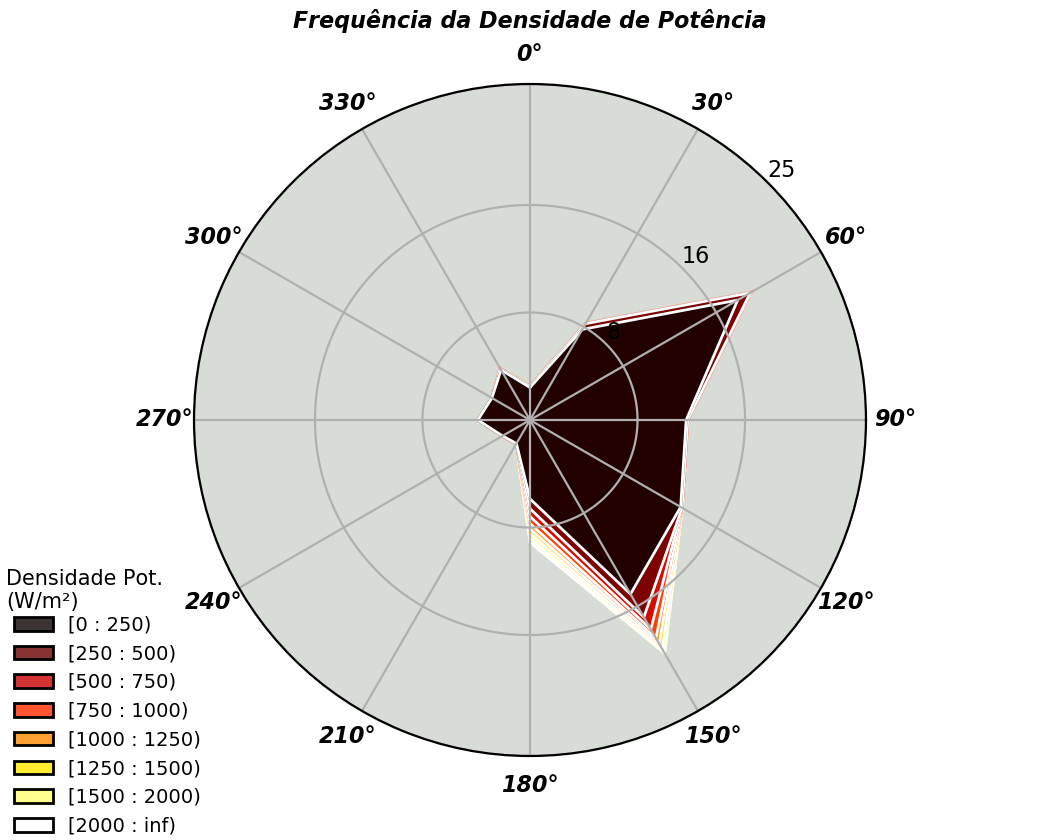 Frequência da Densidade de Potência
0°
330°
30°
25
300°
60°
16
8
270°
90°
240°
120°
210°
150°
180°
Densidade Pot.
(W/m²)
[0 : 250)
[250 : 500)
[500 : 750)
[750 : 1000)
[1000 : 1250)
[1250 : 1500)
[1500 : 2000)
[2000 : inf)